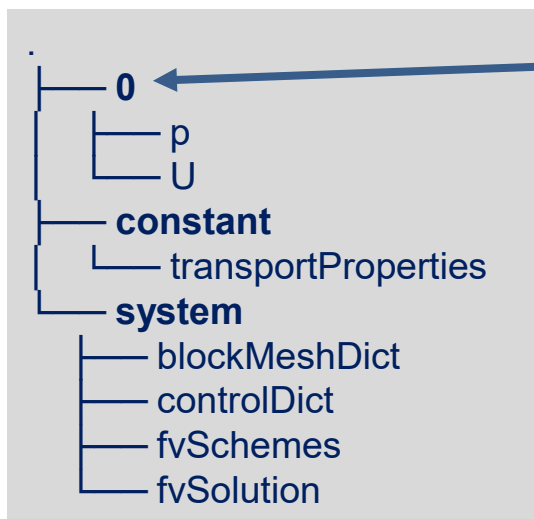 .
├── 0
│   ├── p
│   └── U
├── constant
│   └── transportProperties
└── system
    ├── blockMeshDict
    ├── controlDict
    ├── fvSchemes
    └── fvSolution